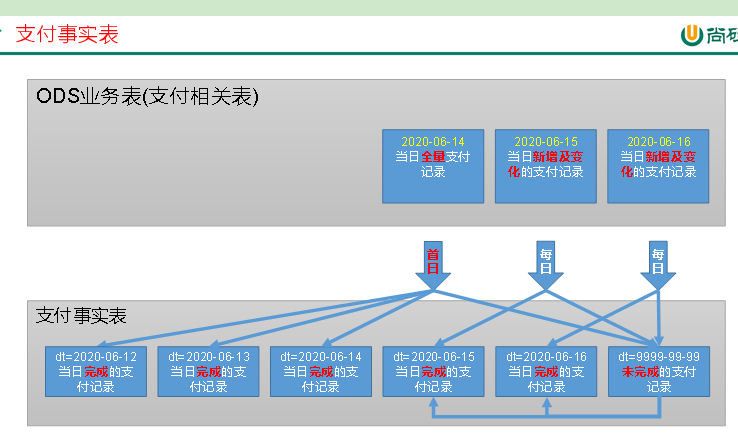 支付事实表
尚硅
ODS业务表(支付相关表)
2020-06-14
当日全量支付
记录
2020-06-15
当日新增及变
化的支付记录
2020-06-16
当日新增及变
化的支付记录
首
日
每
日
每
日
支付事实表
dt=2020-06-12
当日完成的支
付记录
dt=2020-06-13
当日完成的支
付记录
dt=2020-06-14
当日完成的支
付记录
dt=2020-06-15
当日完成的支
付记录
dt=2020-06-16
当日完成的支
付记录
dt=9999-99-99
未完成的支付
记录